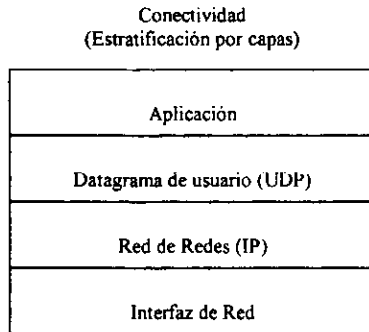 Conectividad
(Estratificación por capas)
Aplicación
Datagrama de usuario (UDP)
Red de Redes (IP)
Interfaz de Red